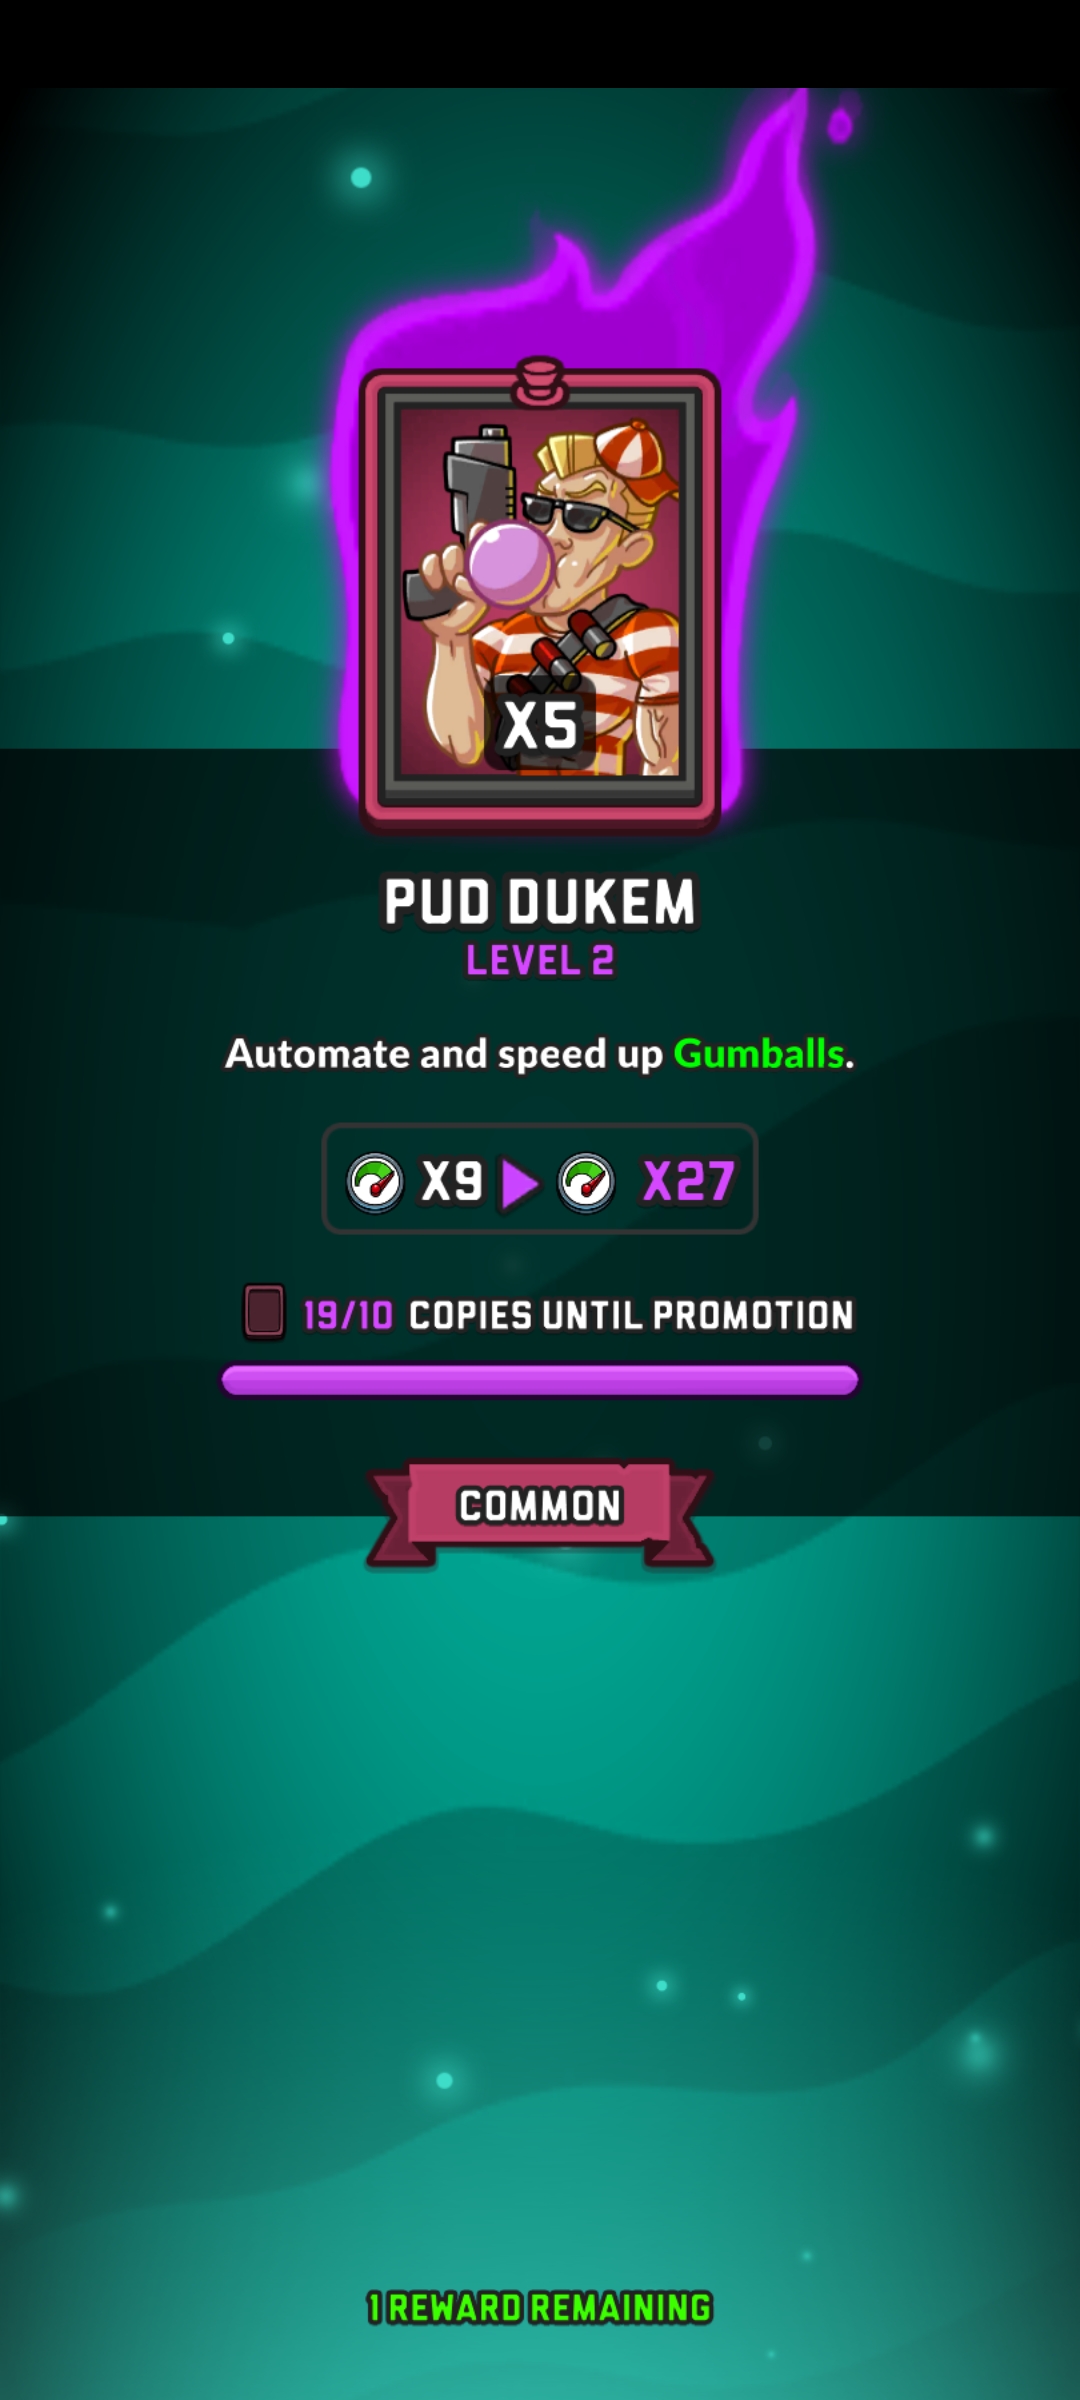 X5
PUD DUKEM
LEVEL 2
Automate and speed up Gumballs.
X9 X27
19/10 COPIES UNTIL PROMOTION
COMMON
1 REWARD REMAINING